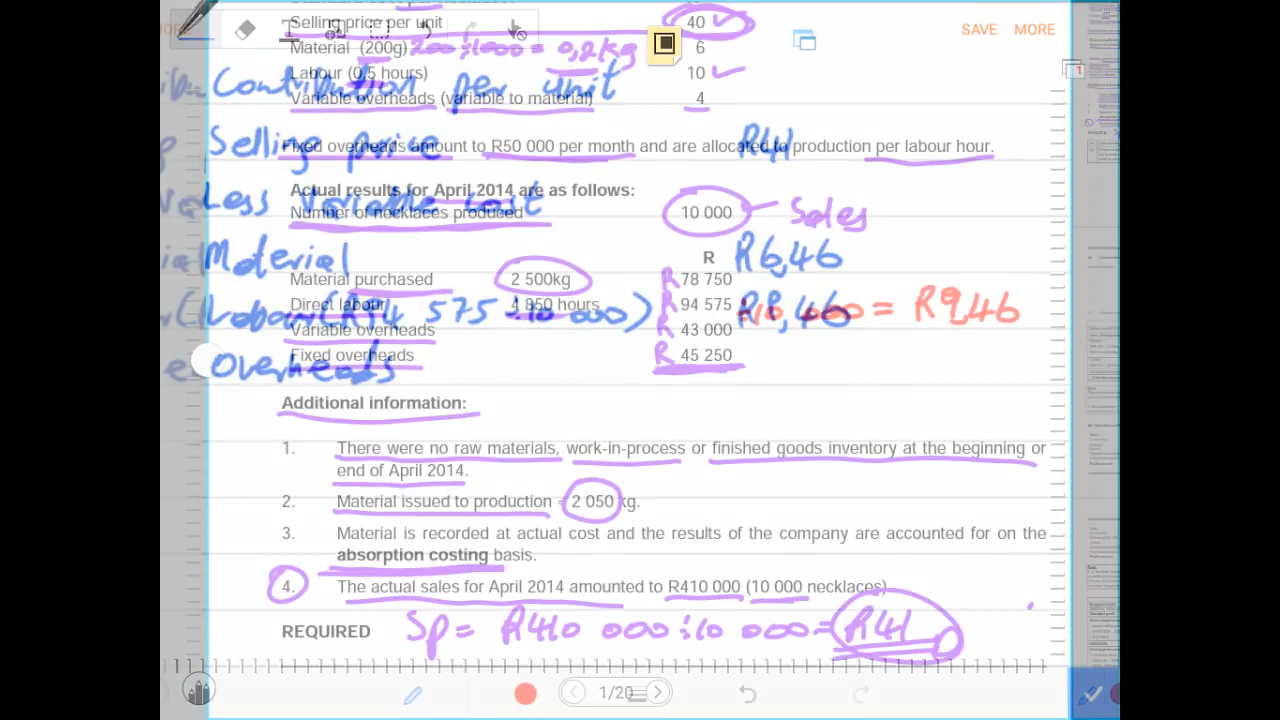 SAVE MORE
Selling price per unit 40
Material (200g) 200÷1000 = 0,2kg 6
Labour (0,5 hours) 10
Contribution per unit
Variable overheads (variable to material) 4
Selling price R41
Fixed overheads amount to R50 000 per month and are allocated to production per labour hour.
Actual results for April 2014 are as follows:
Less Variable cost
Number of necklaces produced 10 000 Sales
Material R6,46
R
Material purchased 2 500kg R 78 750
Direct labour 4 850 hours R 94 575
Labour (94 575 ÷ 10 000) R9,46 ÷10 000 = R9,46
Variable overheads R 43 000
Fixed overheads R 45 250
Overheads
Additional information:
1. There are no raw materials, work-in-process or finished goods inventory at the beginning or
end of April 2014.
2. Material issued to production = 2 050 kg.
3. Material is recorded at actual cost and the results of the company are accounted for on the
absorption costing basis.
4. The actual sales for April 2014 amounted to R410 000 (10 000 necklaces)
REQUIRED SP = R410 000÷10 000=R41
1/20